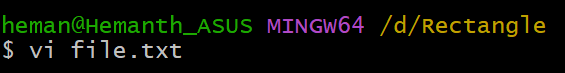 heman@Hemanth_ASUS MINGW64 /d/Rectangle
$ vi file.txt